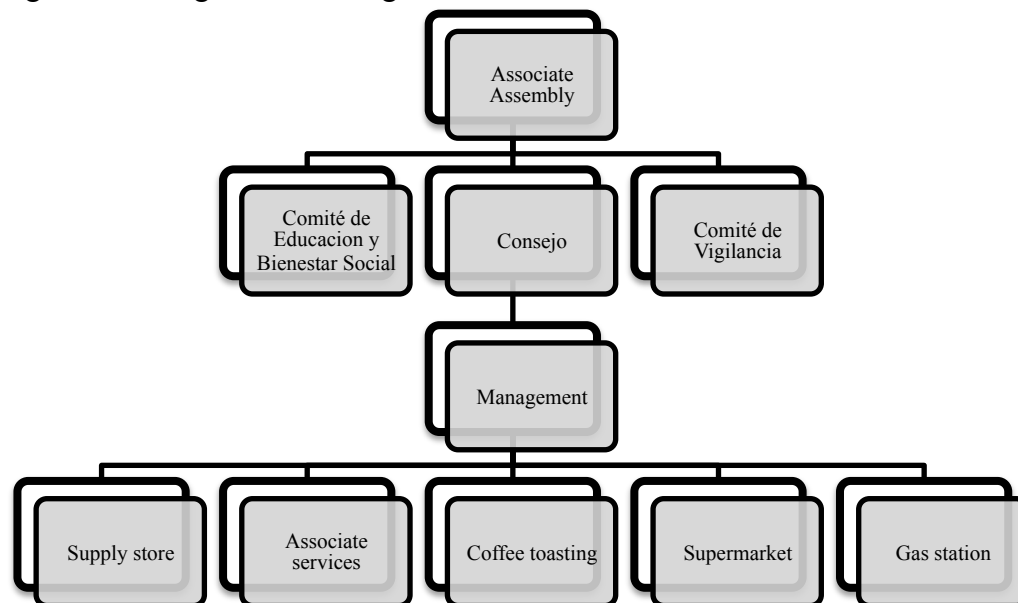 Associate
Assembly
Comité de
Educacion y
Bienestar Social
Consejo
Comité de
Vigilancia
Management
Supply store
Associate
services
Coffee toasting
Supermarket
Gas station